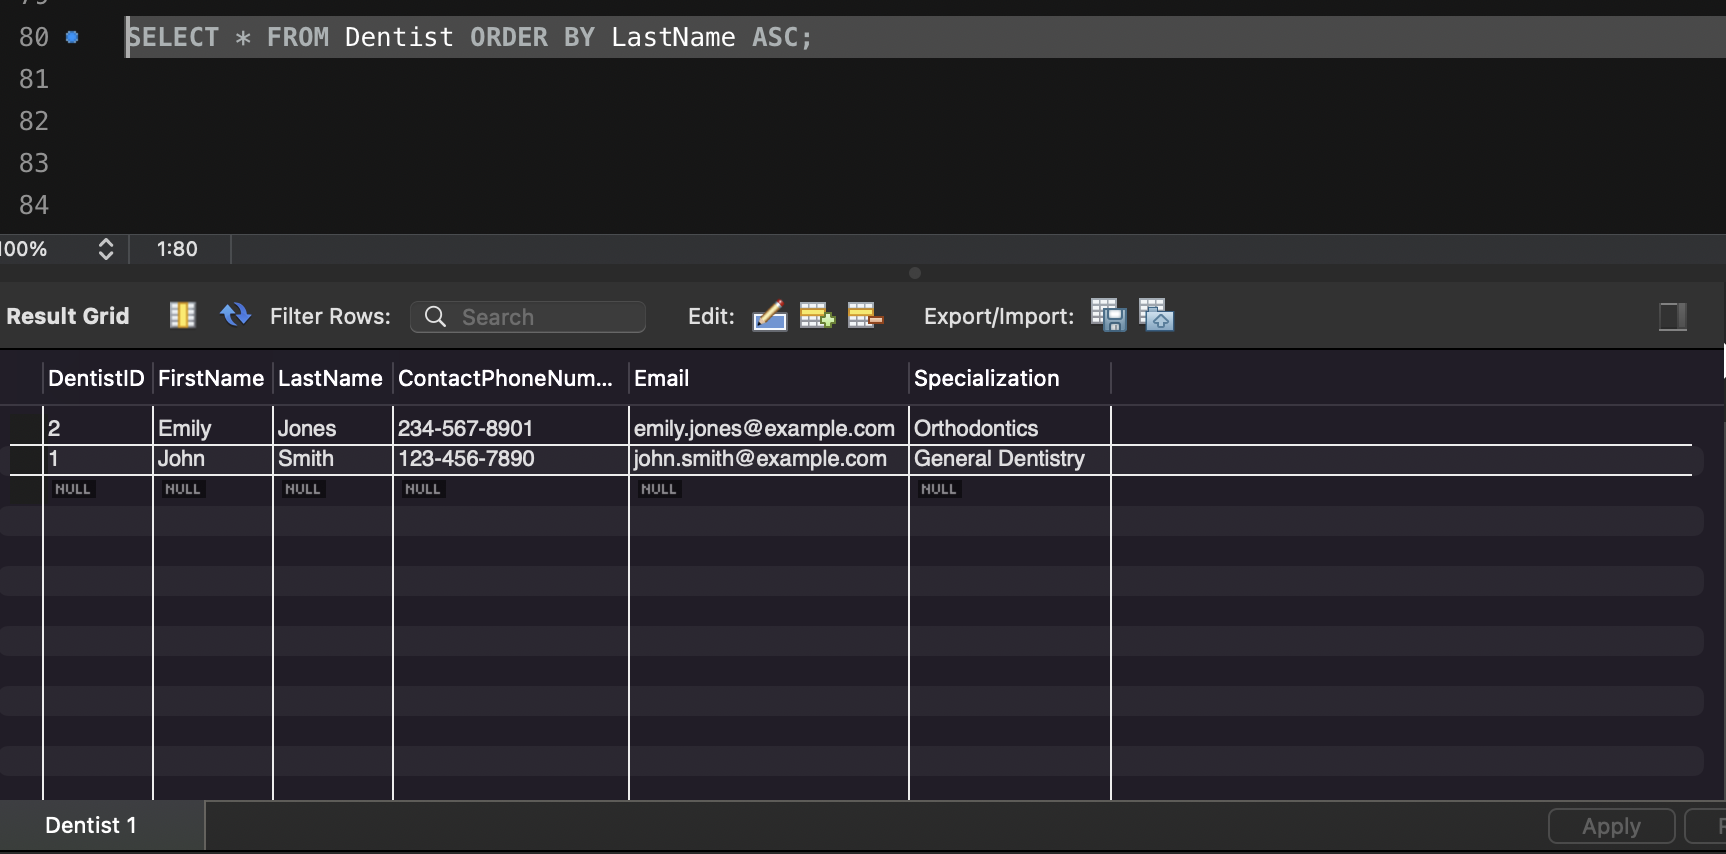 80 SELECT * FROM Dentist ORDER BY LastName ASC;
81
82
83
84
100% 1:80
Result Grid Filter Rows: Search Edit: Export/Import:
DentistID FirstName LastName ContactPhoneNum... Email Specialization
2 Emily Jones 234-567-8901 emily.jones@example.com Orthodontics
1 John Smith 123-456-7890 john.smith@example.com General Dentistry
NULL NULL NULL NULL NULL NULL
Dentist 1 Apply